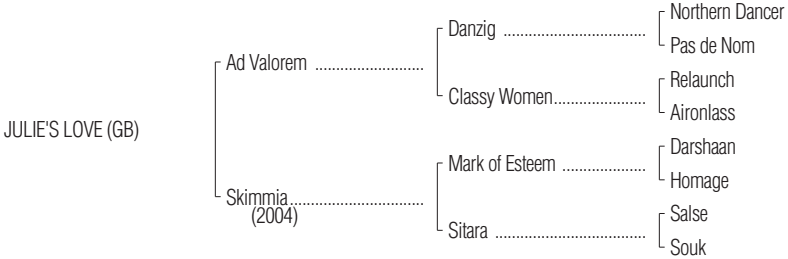 Northern Dancer
Danzig ..................................
Pas de Nom
Ad Valorem ..........................
Relaunch
Classy Women......................
Aironlass
JULIE'S LOVE (GB)
Darshaan
Mark of Esteem ....................
Homage
Skimmia................................
(2004)
Salse
Sitara ....................................
Souk